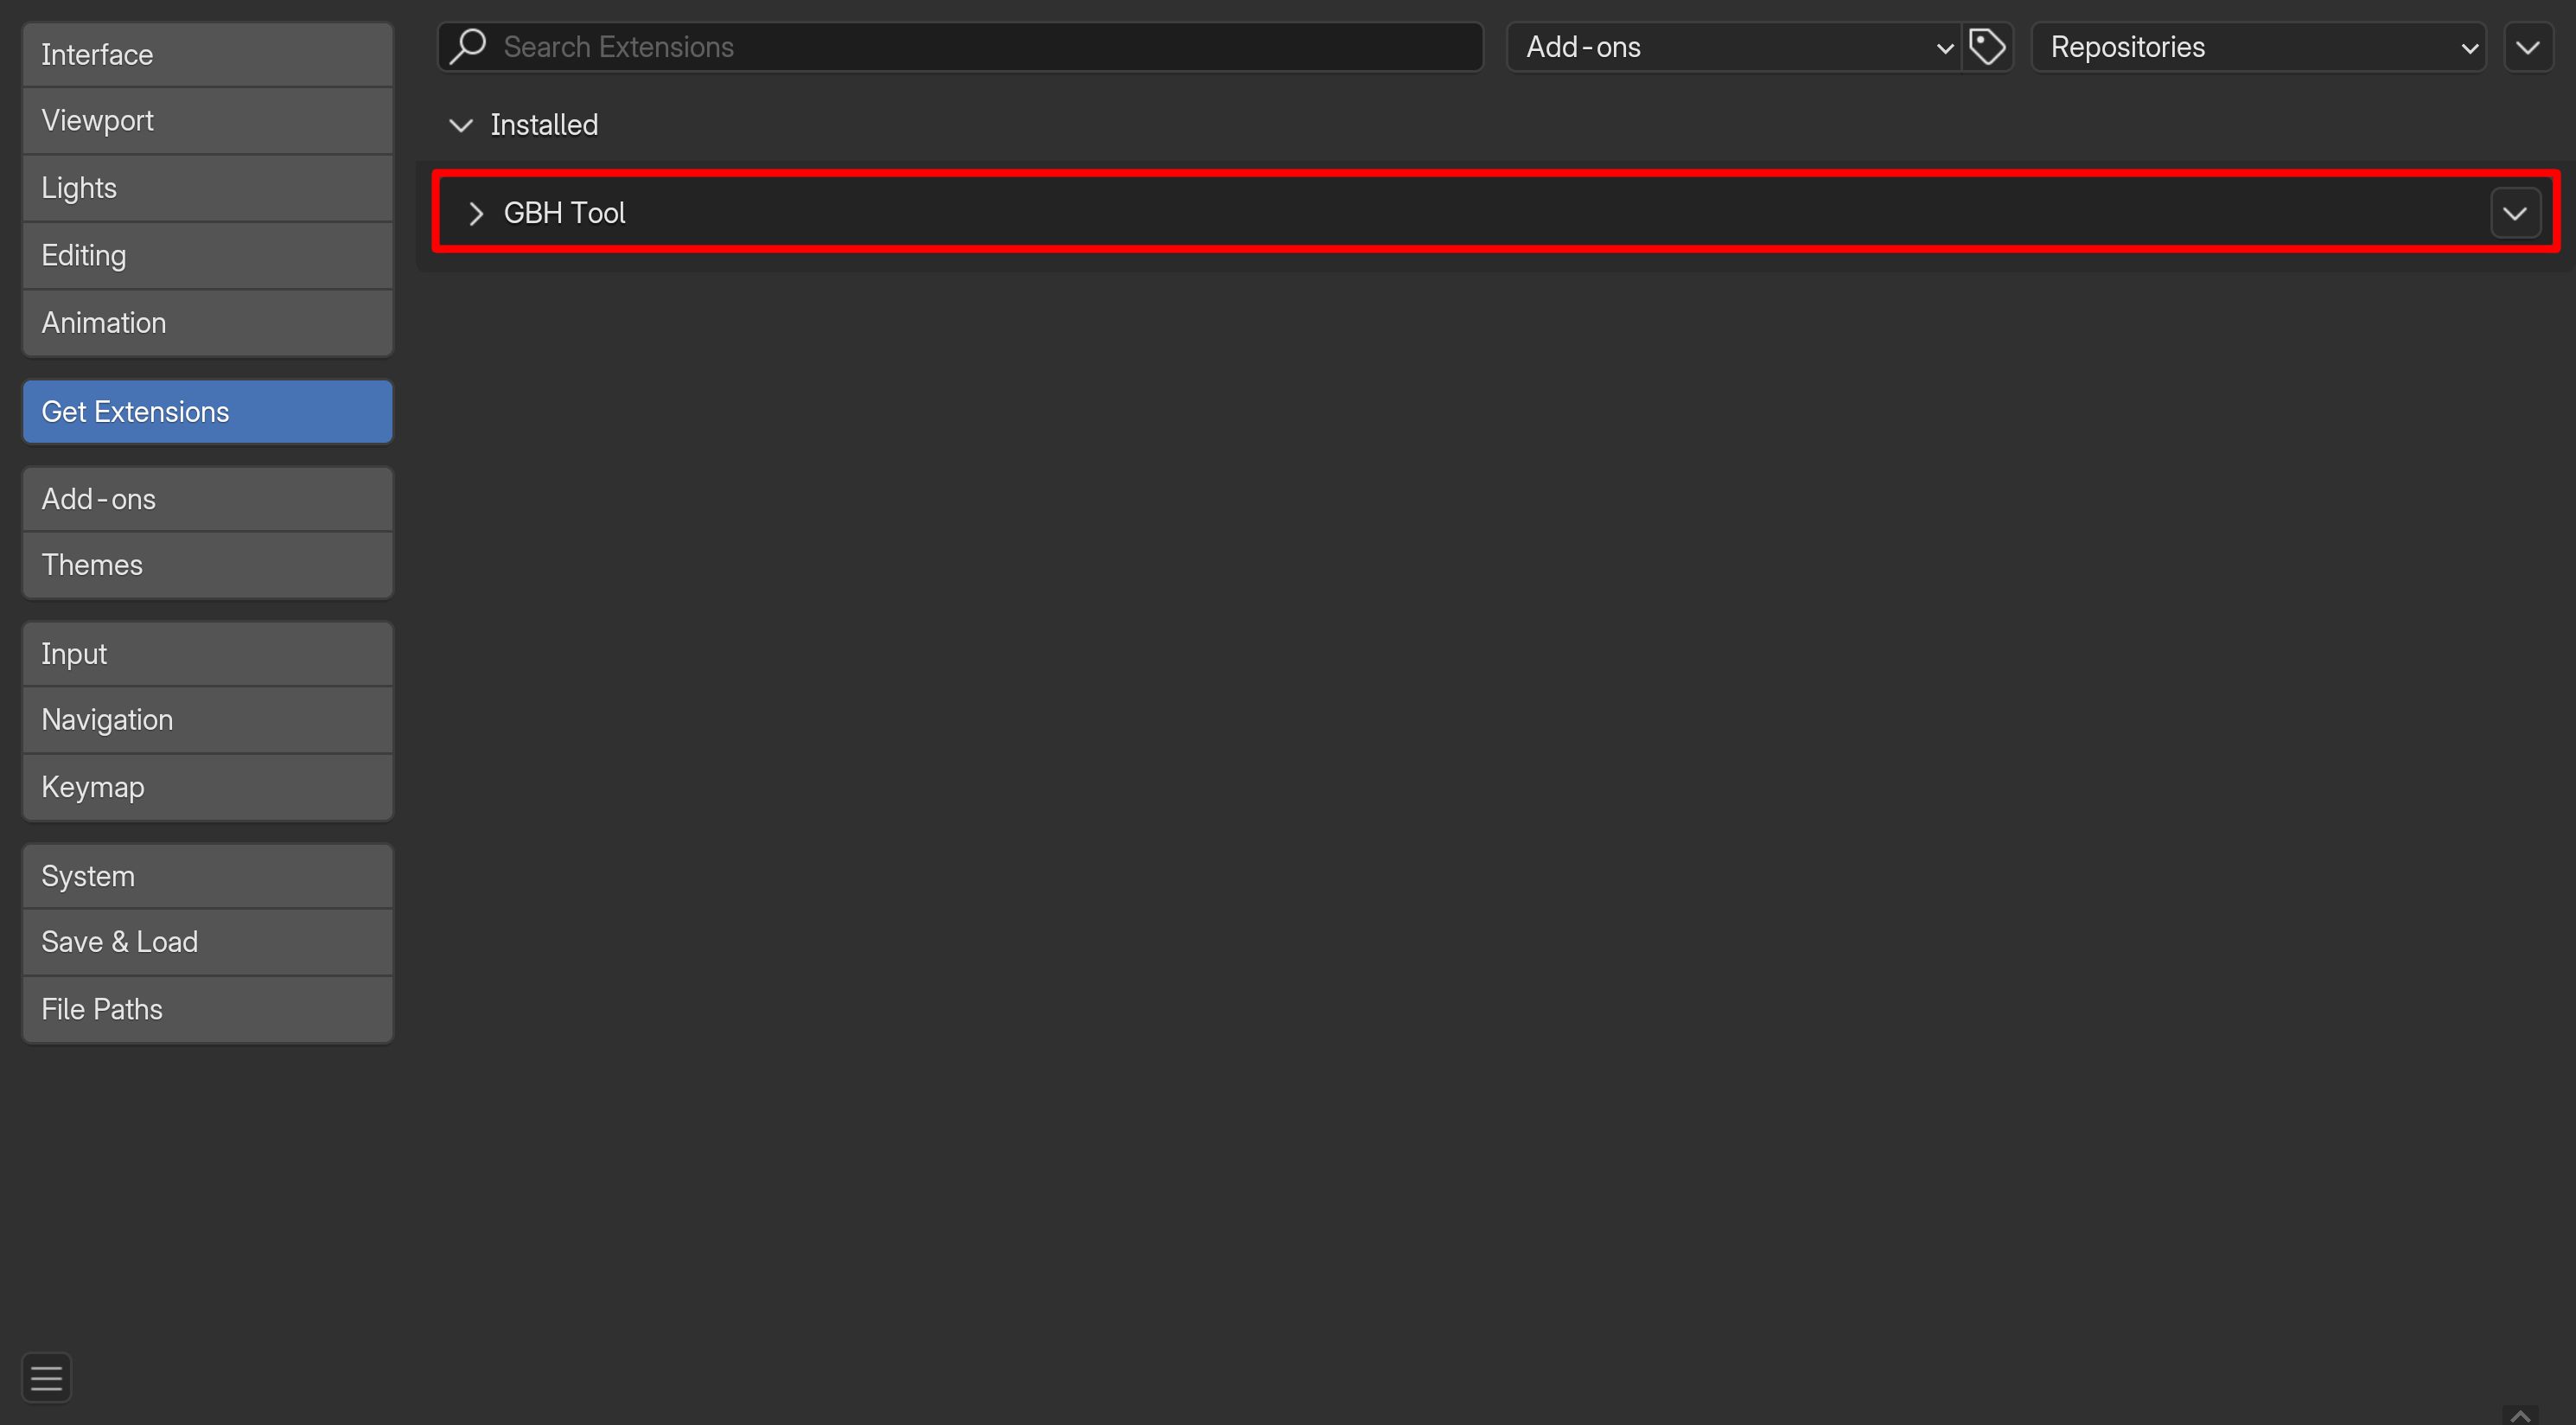 Interface
Viewport
Lights
Editing
Animation
Get Extensions
Add-ons
Themes
Input
Navigation
Keymap
System
Save & Load
File Paths
Search Extensions
Add-ons
Repositories
Installed
GBH Tool